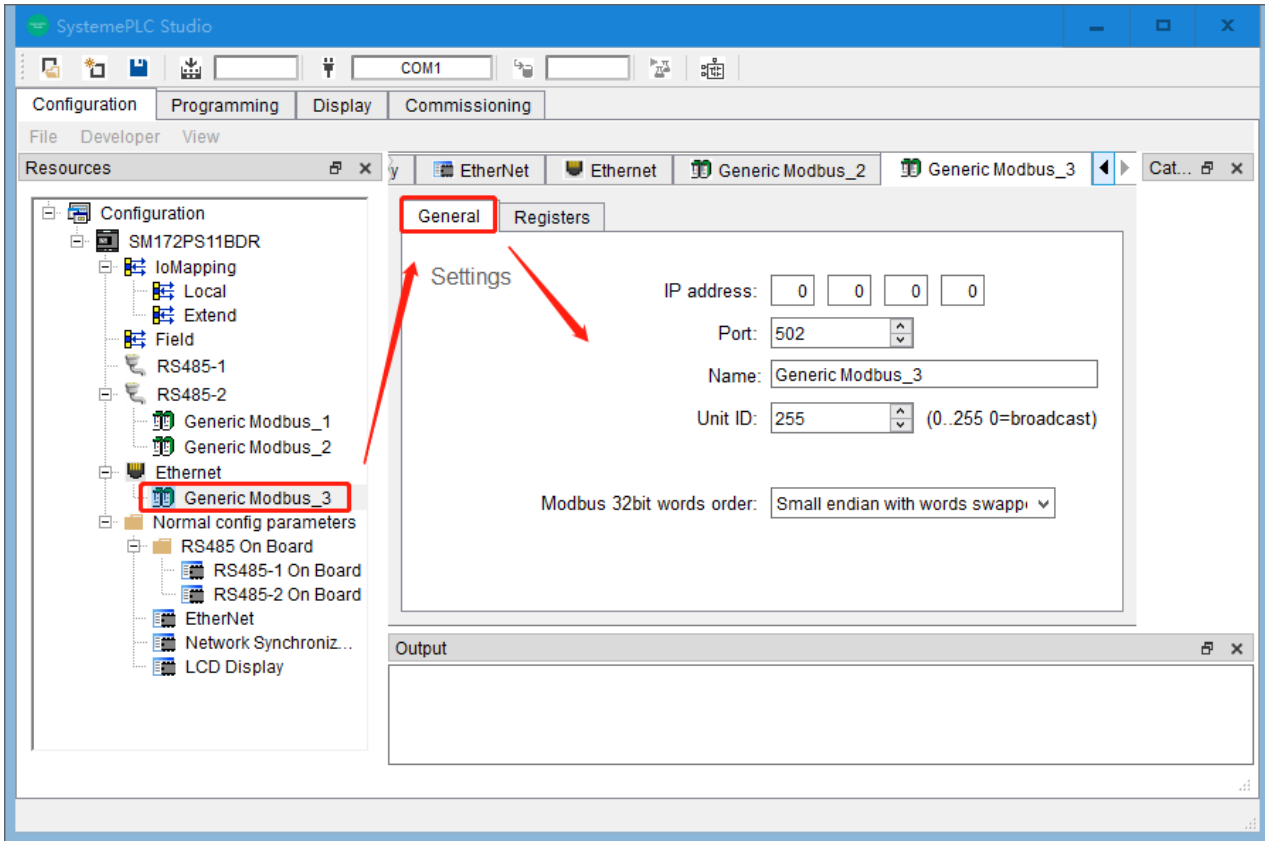 SystemePLC Studio
COM1
Configuration Programming Display Commissioning
File Developer View
Resources
Configuration
SM172PS11BDR
IoMapping
Local
Extend
Field
RS485-1
RS485-2
Generic Modbus_1
Generic Modbus_2
Ethernet
Generic Modbus_3
Normal config parameters
RS485 On Board
RS485-1 On Board
RS485-2 On Board
EtherNet
Network Synchroniz...
LCD Display
y EtherNet Ethernet Generic Modbus_2 Generic Modbus_3
General Registers
Settings
IP address: 0 0 0 0
Port: 502
Name: Generic Modbus_3
Unit ID: 255 (0..255 0=broadcast)
Modbus 32bit words order: Small endian with words swapp
Cat...
Output